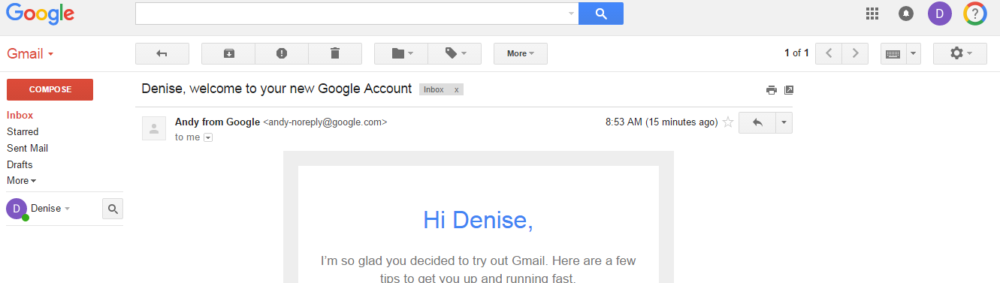 Google
D
?
Gmail
More
1 of 1
COMPOSE
Denise, welcome to your new Google Account
Inbox x
Inbox
Starred
Sent Mail
Drafts
More
D Denise
Andy from Google <andy-noreply@google.com>
8:53 AM (15 minutes ago)
to me
Hi Denise,
I'm so glad you decided to try out Gmail. Here are a few
tips to get you up and running fast.